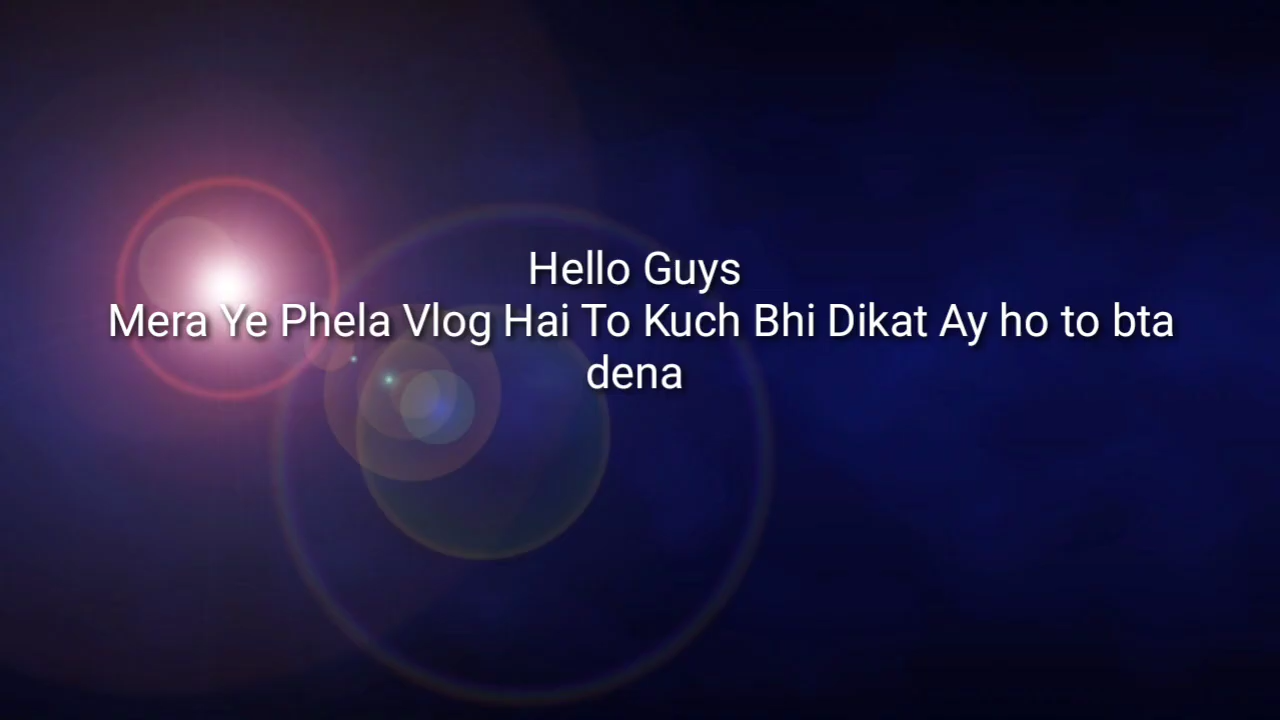 Hello Guys
Mera Ye Phela Vlog Hai To Kuch Bhi Dikat Ay ho to bta
dena